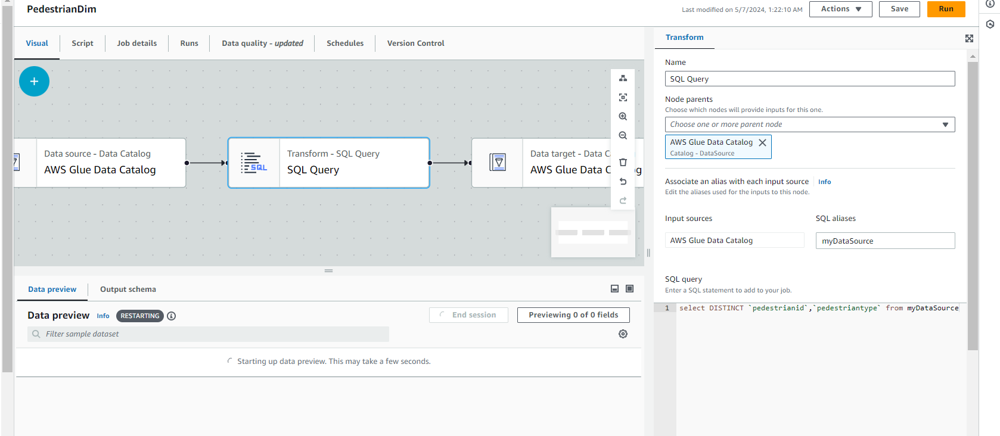 PedestrianDim
Last modified on 5/7/2024, 1:22:10 AM
Actions
Save
Run
Visual
Script
Job details
Runs
Data quality - updated
Schedules
Version Control
Data source - Data Catalog
AWS Glue Data Catalog
Transform - SQL Query
SQL Query
SQL
Data target - Data C
AWS Glue Data C
g
Data preview
Output schema
Data preview
Info
RESTARTING
End session
Previewing 0 of 0 fields
Filter sample dataset
Starting up data preview. This may take a few seconds.
Transform
Name
SQL Query
Node parents
Choose which nodes will provide inputs for this one.
Choose one or more parent node
AWS Glue Data Catalog
Catalog - DataSource
Associate an alias with each input source
Info
Edit the aliases used for the inputs to this node.
Input sources
SQL aliases
AWS Glue Data Catalog
myDataSource
SQL query
Enter a SQL statement to add to your job.
1 select DISTINCT `pedestrianid`,`pedestriantype` from myDataSource